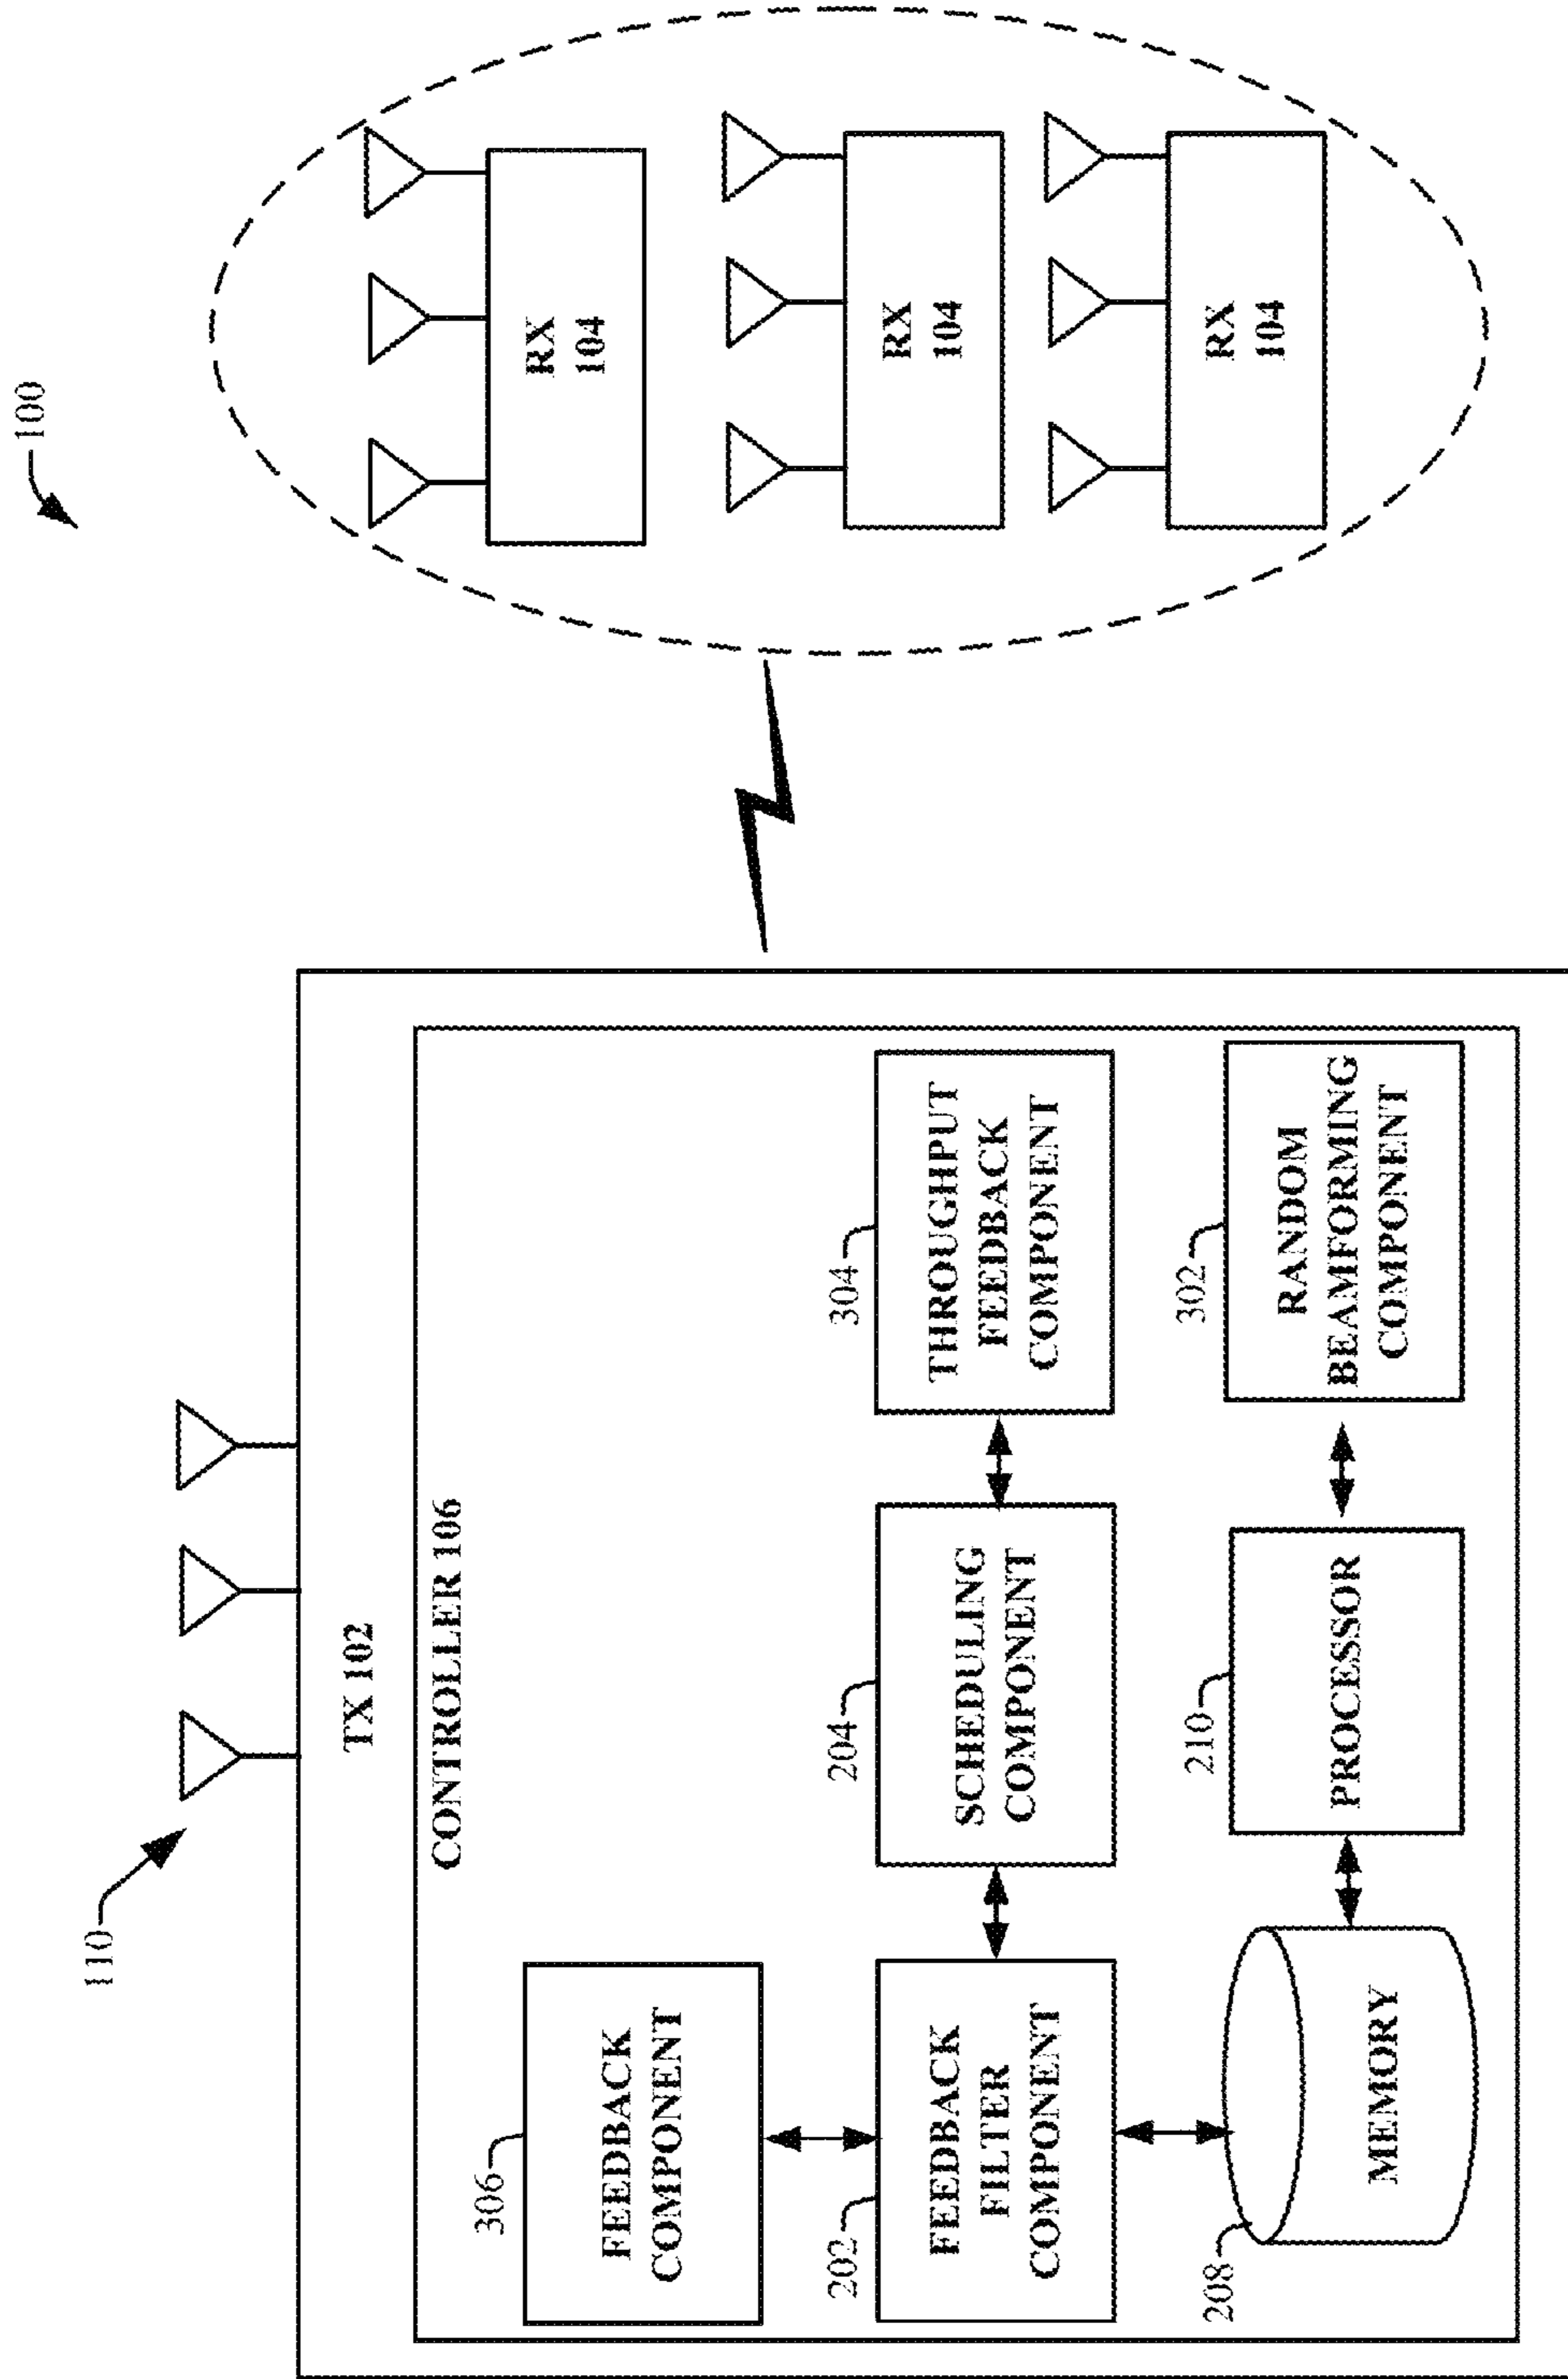 100
110
TX 102
CONTROLLER 106
306
FEEDBACK
COMPONENT
202
FEEDBACK
FILTER
COMPONENT
204
SCHEDULING
COMPONENT
304
THROUGHPUT
FEEDBACK
COMPONENT
208
MEMORY
210
PROCESSOR
302
RANDOM
BEAMFORMING
COMPONENT
RX
104
RX
104
RX
104